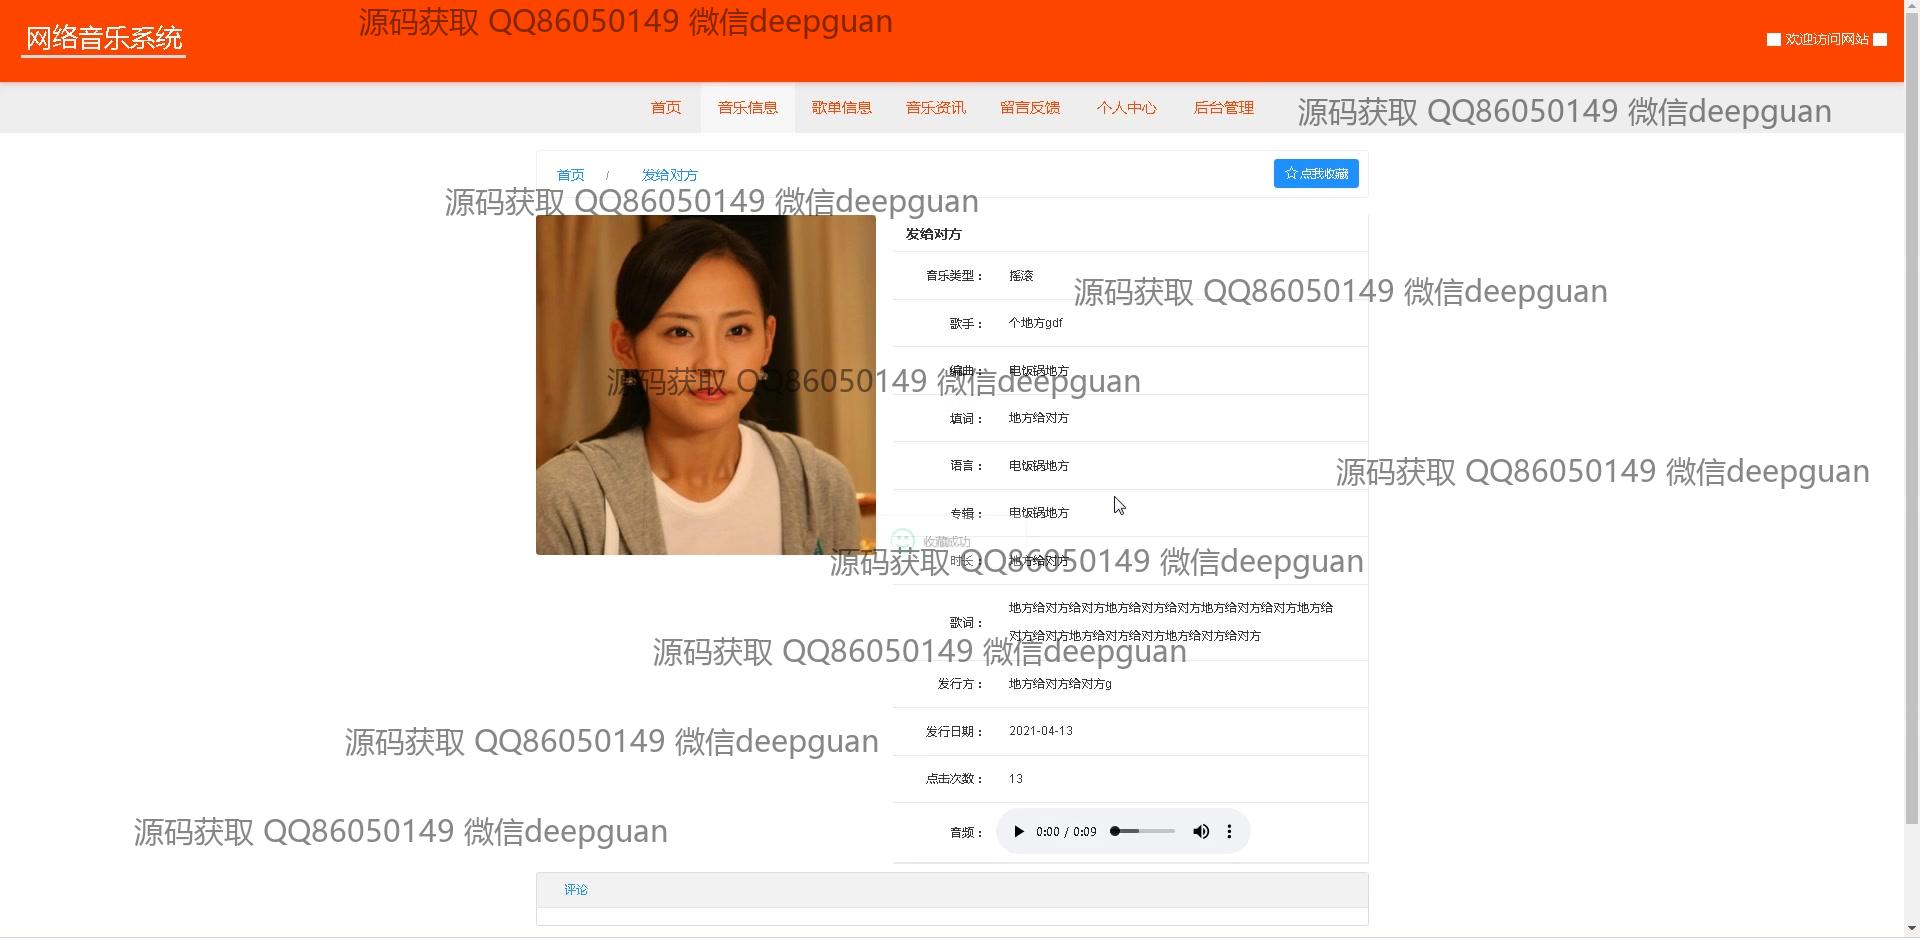 网络音乐系统
源码获取 QQ86050149 微信deepguan
欢迎访问网站
首页 音乐信息 歌单信息 音乐资讯 留言反馈 个人中心 后台管理
源码获取 QQ86050149 微信deepguan
首页 / 发给对方
☆点我收藏
源码获取 QQ86050149 微信deepguan
发给对方
音乐类型： 摇滚
源码获取 QQ86050149 微信deepguan
歌手： 个地方gdf
编曲： 电饭锅地方
源码获取 QQ86050149 微信deepguan
填词： 地方给对方
语言： 电饭锅地方
源码获取 QQ86050149 微信deepguan
专辑： 电饭锅地方
收藏成功
时长： 地方给对方
源码获取 QQ86050149 微信deepguan
歌词： 地方给对方给对方地方给对方给对方地方给对方给对方地方给
对方给对方地方给对方给对方地方给对方给对方
源码获取 QQ86050149 微信deepguan
发行方： 地方给对方给对方g
发行日期： 2021-04-13
源码获取 QQ86050149 微信deepguan
点击次数： 13
音频： 0:00 / 0:09
源码获取 QQ86050149 微信deepguan
评论